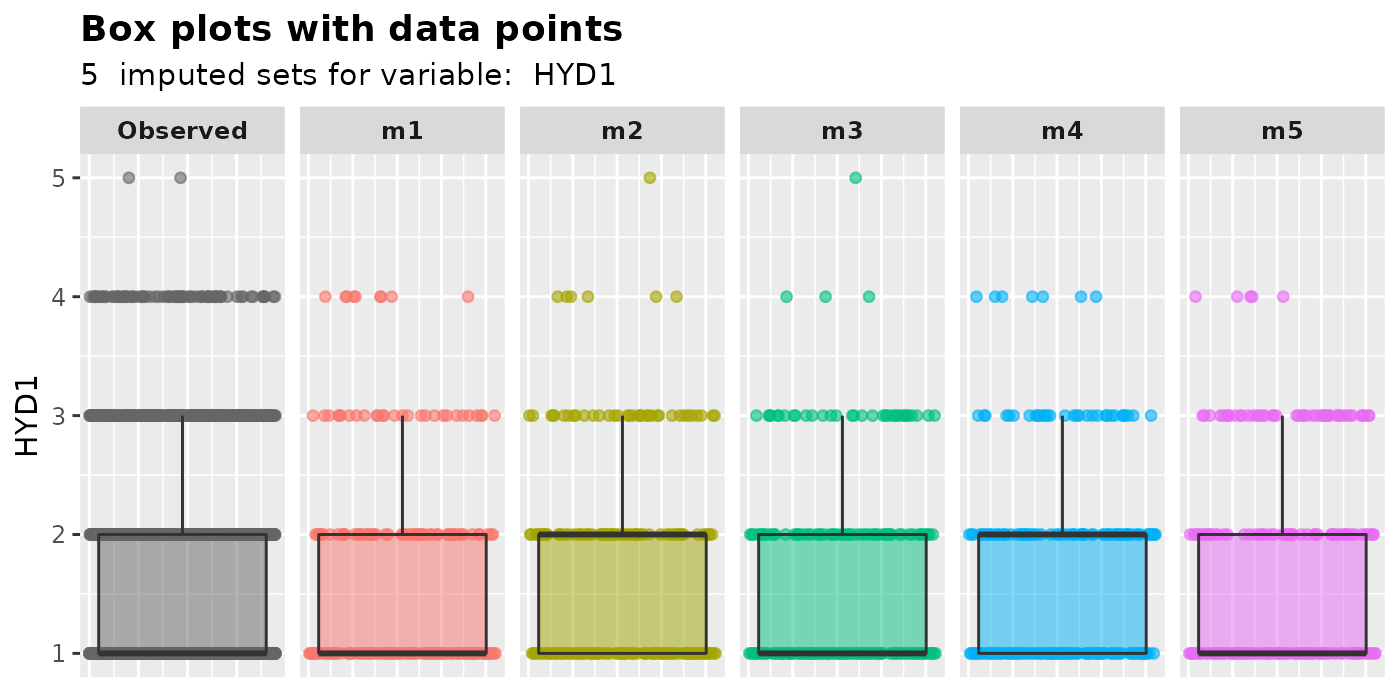 Box plots with data points
5  imputed sets for variable:  HYD1
Observed m1 m2 m3 m4 m5
5
4
3
2
1
HYD1